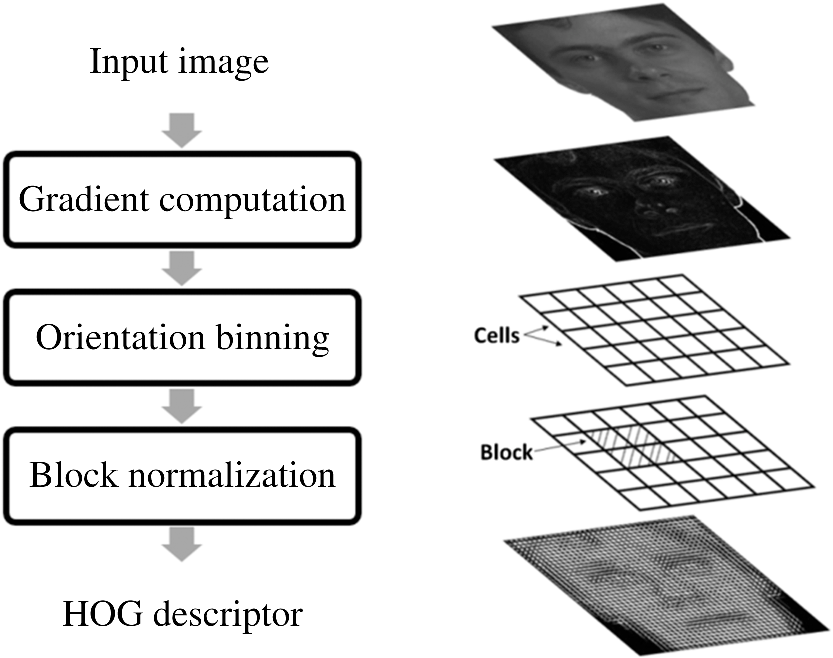 Input image
Gradient computation
Orientation binning
Cells
Block normalization
Block
HOG descriptor